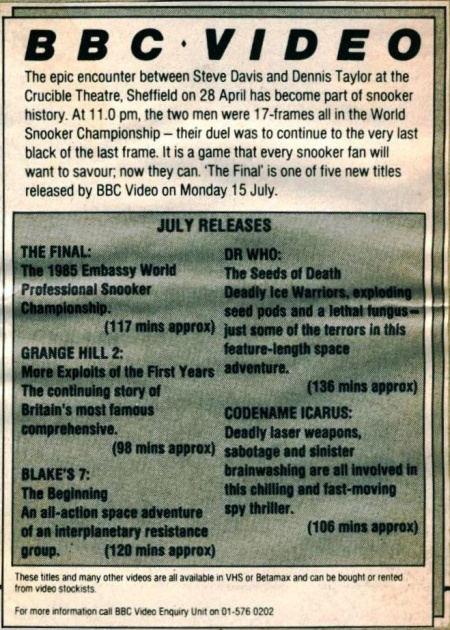 BBC·VIDEO
The epic encounter between Steve Davis and Dennis Taylor at the
Crucible Theatre, Sheffield on 28 April has become part of snooker
history. At 11.0 pm, the two men were 17-frames all in the World
Snooker Championship – their duel was to continue to the very last
black of the last frame. It is a game that every snooker fan will
want to savour; now they can. 'The Final' is one of five new titles
released by BBC Video on Monday 15 July.
JULY RELEASES
THE FINAL:
The 1985 Embassy World
Professional Snooker
Championship.
(117 mins approx)
GRANGE HILL 2:
More Exploits of the First Years
The continuing story of
Britain's most famous
comprehensive.
(98 mins approx)
BLAKE'S 7:
The Beginning
An all-action space adventure
of an interplanetary resistance
group. (120 mins approx)
DR WHO:
The Seeds of Death
Deadly Ice Warriors, exploding
seed pods and a lethal fungus–
just some of the terrors in this
feature-length space
adventure.
(136 mins approx)
CODENAME ICARUS:
Deadly laser weapons,
sabotage and sinister
brainwashing are all involved in
this chilling and fast-moving
spy thriller.
(106 mins approx)
These titles and many other videos are all available in VHS or Betamax and can be bought or rented
from video stockists.
For more information call BBC Video Enquiry Unit on 01-576 0202